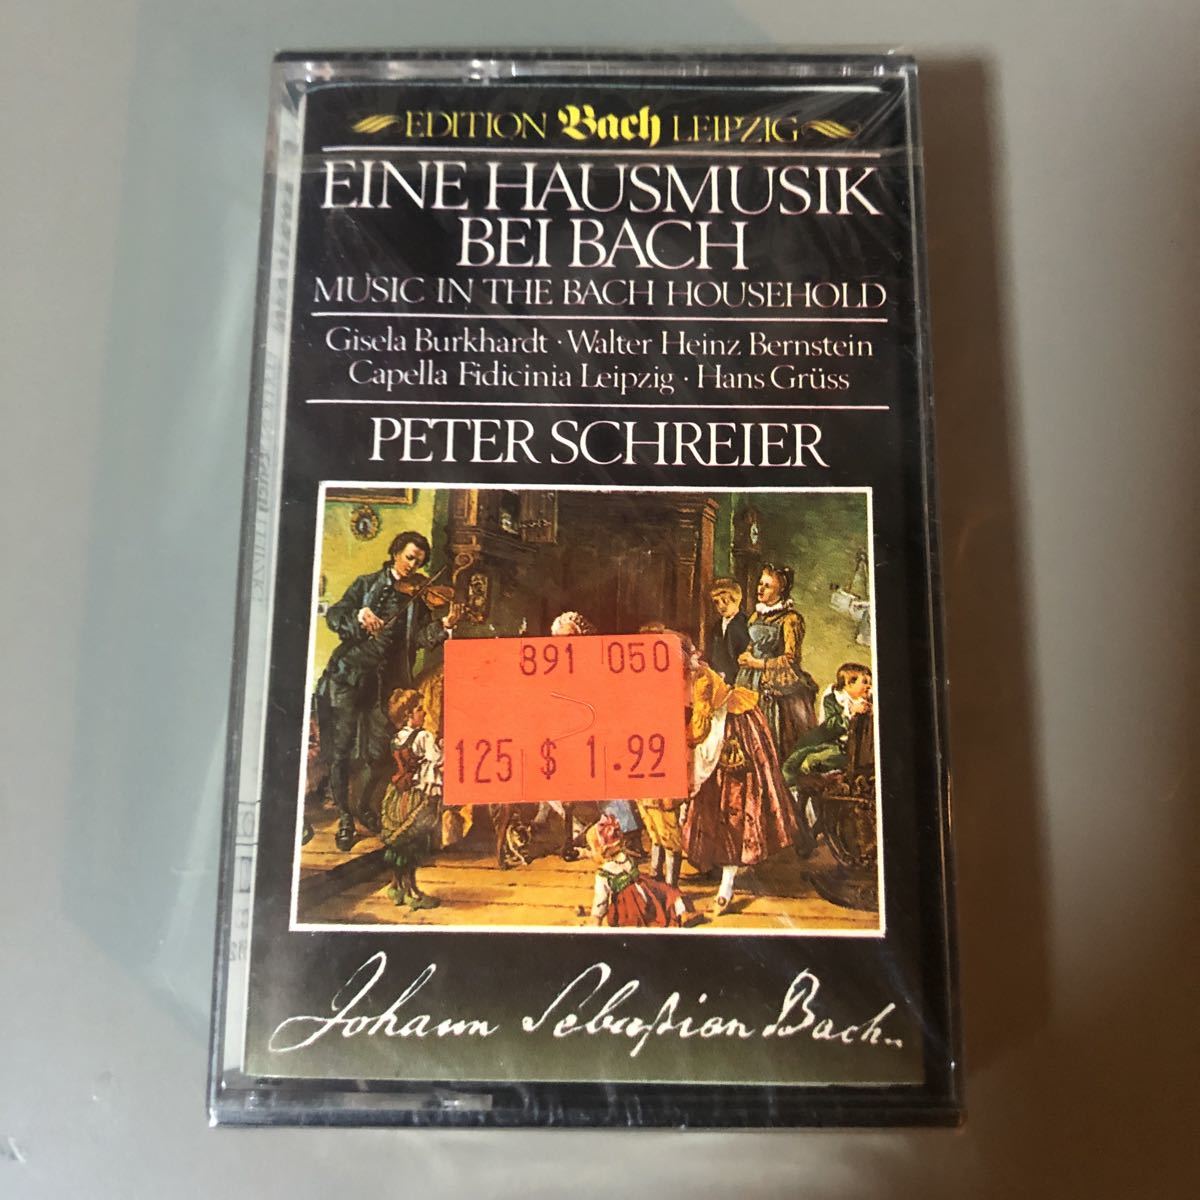 EDITION Bach LEIPZIG
EINE HAUSMUSIK
BEI BACH
MUSIC IN THE BACH HOUSEHOLD
Gisela Burkhardt · Walter Heinz Bernstein
Capella Fidicinia Leipzig · Hans Grüss
PETER SCHREIER
891 050
125 $ 1.99
Johann Sebaſtian Bach.